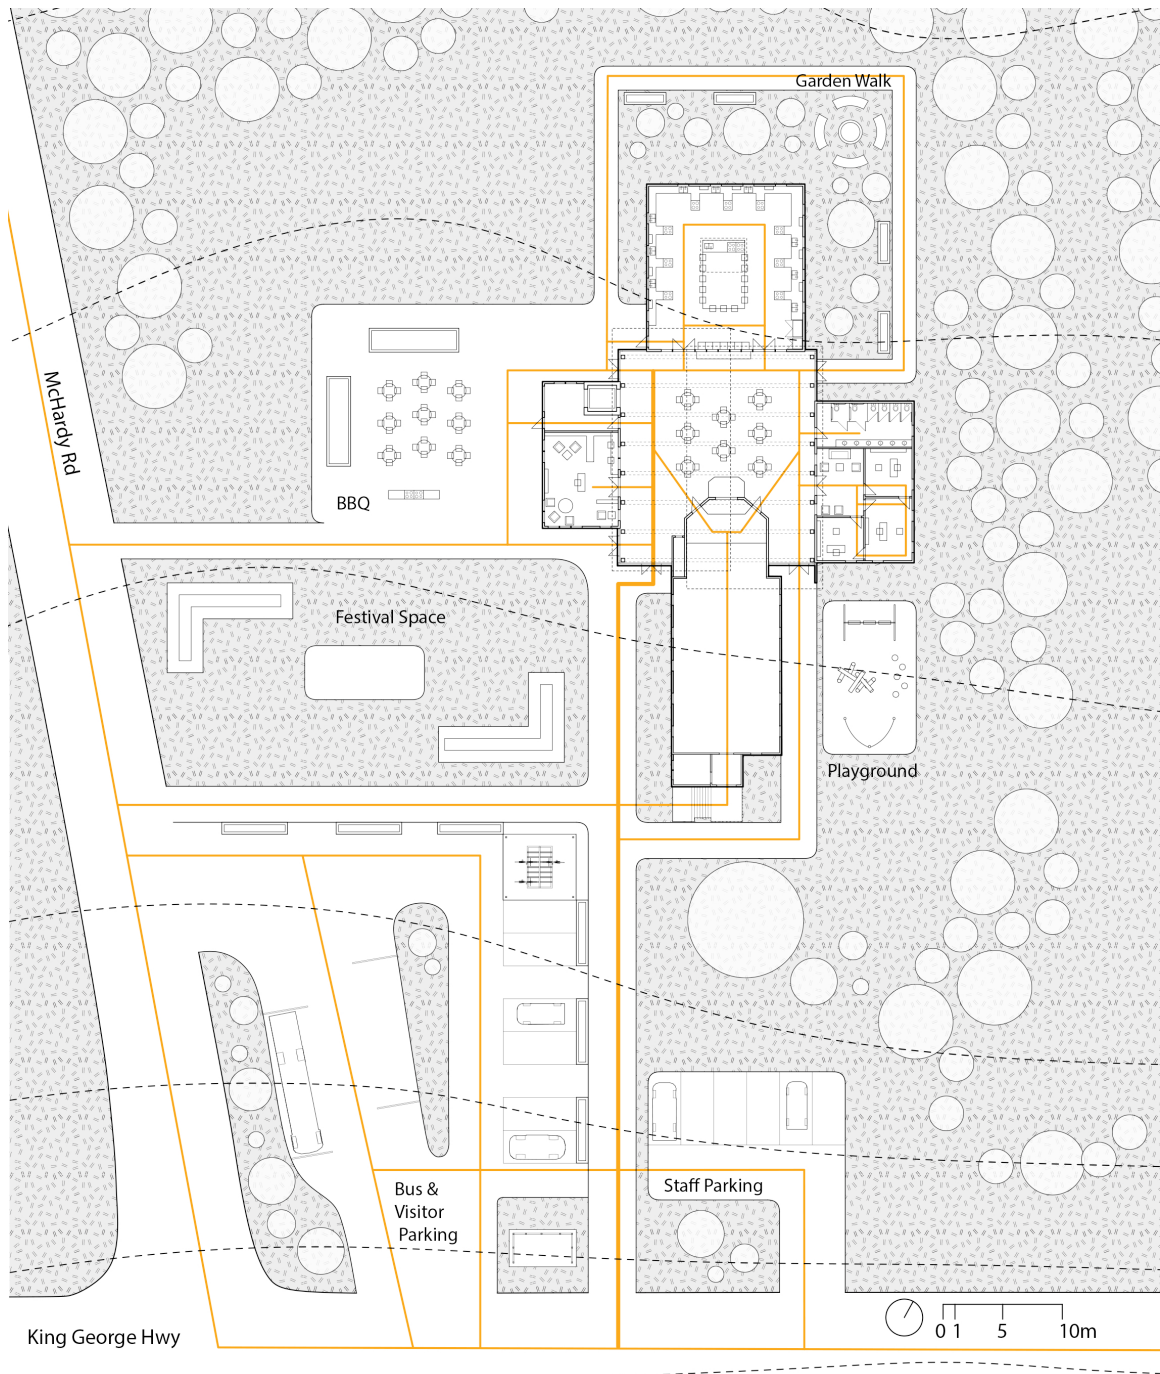 Garden Walk
McHardy Rd
BBQ
Festival Space
Playground
Bus &
Visitor
Parking
Staff Parking
King George Hwy
0 1 5 10m